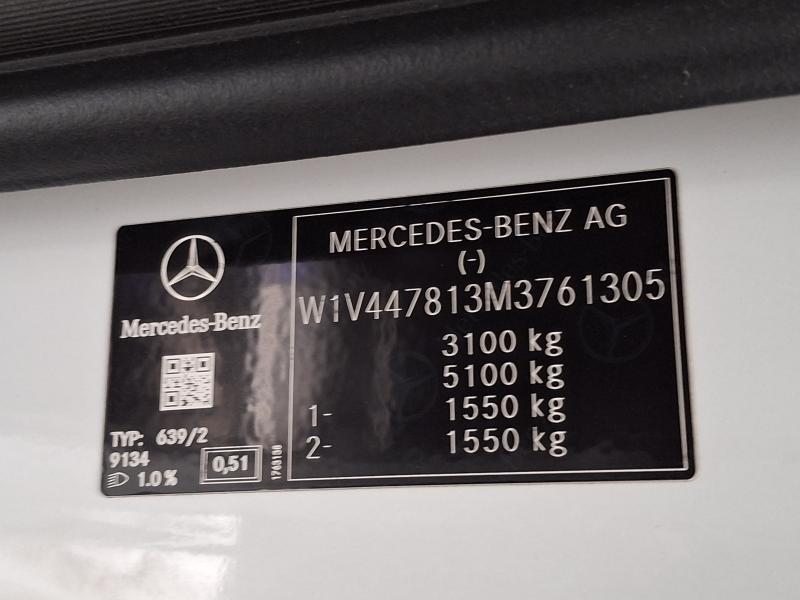 Mercedes-Benz
TYP: 639/2
9134
1.0 %
0,51
MERCEDES-BENZ AG
(-)
W1V447813M3761305
3100 kg
5100 kg
1- 1550 kg
2- 1550 kg